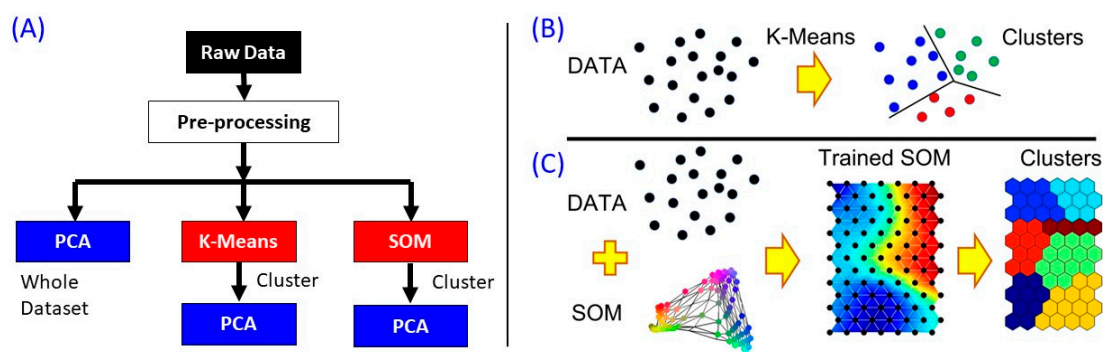 (A)
Raw Data
Pre-processing
PCA
K-Means
SOM
Whole
Dataset
Cluster
Cluster
PCA
PCA
(B)
DATA
K-Means
Clusters
(C)
DATA
SOM
Trained SOM
Clusters